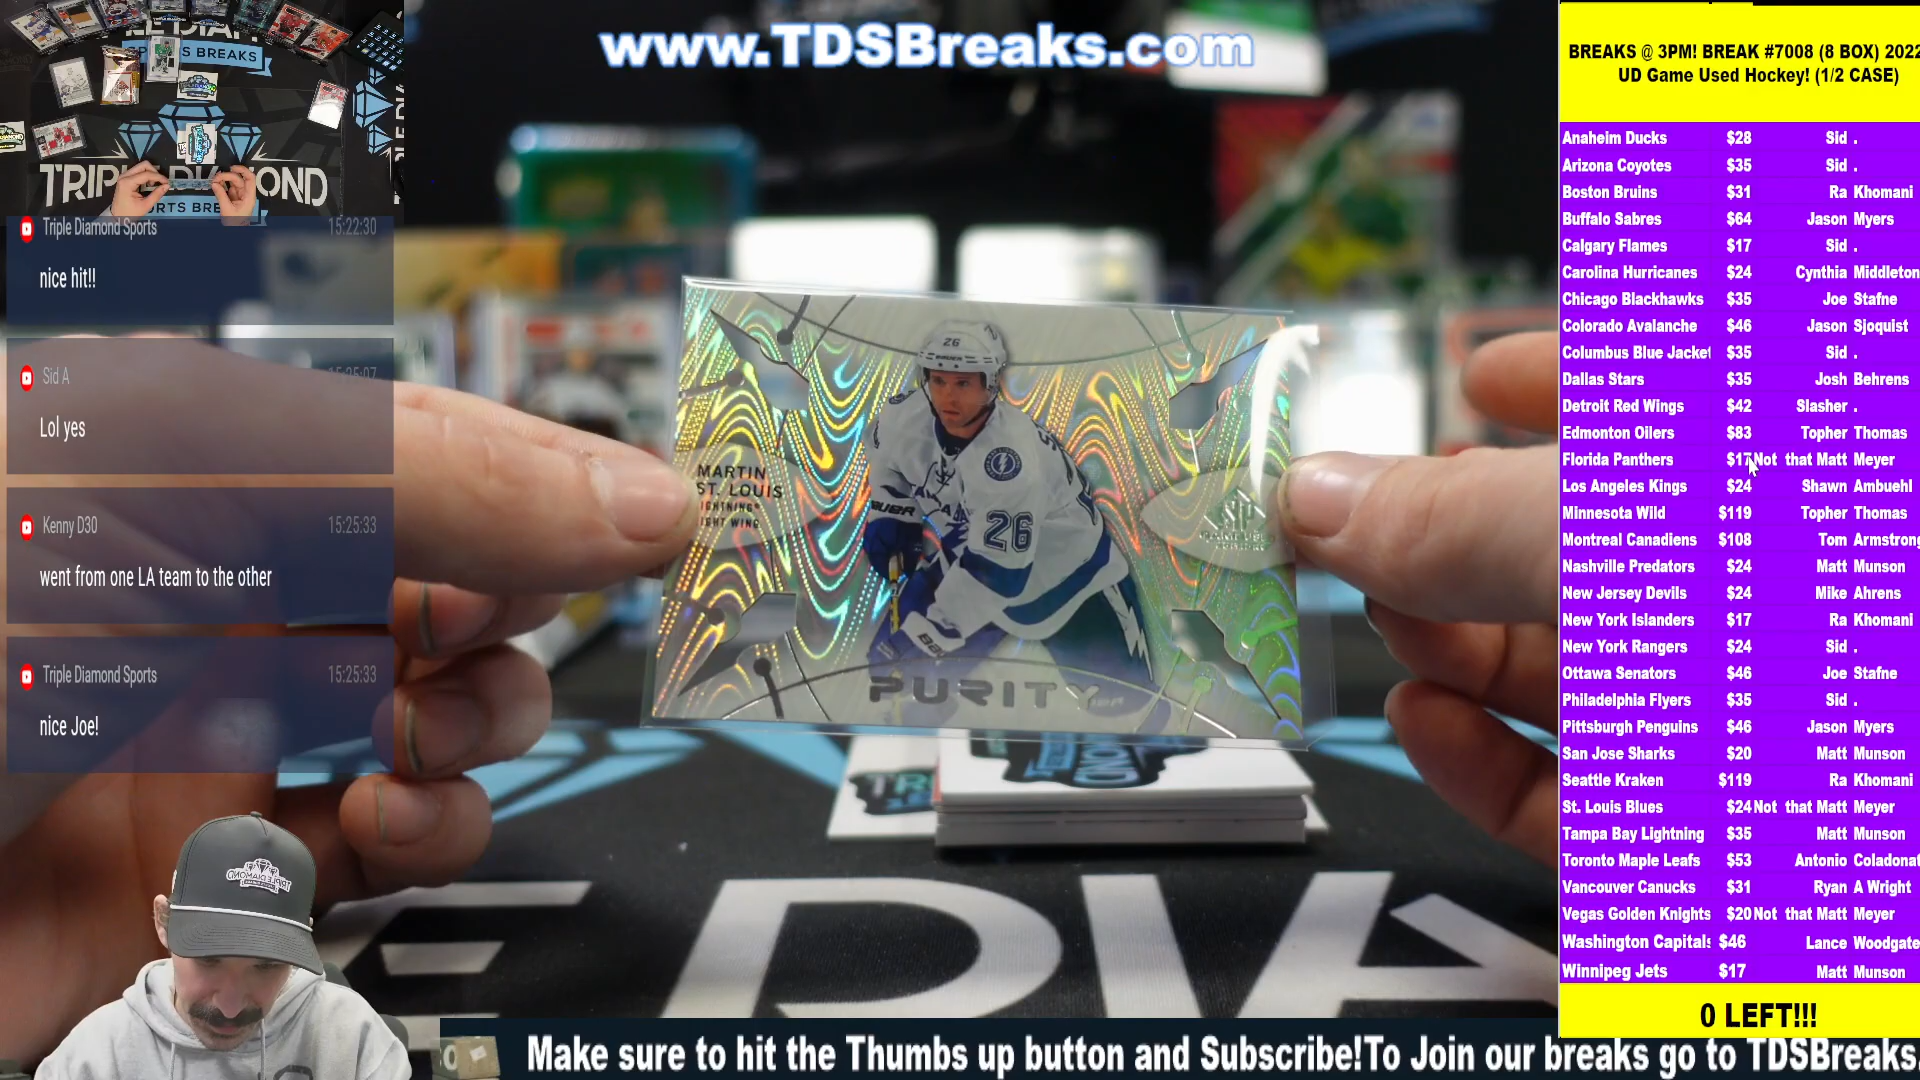 www.TDSBreaks.com
S BREAKS
TRIPLE DIAMOND
ORTS BRE
Triple Diamond Sports 15:22:30
nice hit!!
Sid A
Lol yes
Kenny D30 15:25:33
went from one LA team to the other
Triple Diamond Sports 15:25:33
nice Joe!
MARTIN
ST. LOUIS
IGHTNING
IGHT WING
26
BAUER
26
PURITY
SP
BREAKS @ 3PM! BREAK #7008 (8 BOX) 2022
UD Game Used Hockey! (1/2 CASE)
Anaheim Ducks $28 Sid .
Arizona Coyotes $35 Sid .
Boston Bruins $31 Ra Khomani
Buffalo Sabres $64 Jason Myers
Calgary Flames $17 Sid .
Carolina Hurricanes $24 Cynthia Middleton
Chicago Blackhawks $35 Joe Stafne
Colorado Avalanche $46 Jason Sjoquist
Columbus Blue Jacket $35 Sid .
Dallas Stars $35 Josh Behrens
Detroit Red Wings $42 Slasher .
Edmonton Oilers $83 Topher Thomas
Florida Panthers $17 Not that Matt Meyer
Los Angeles Kings $24 Shawn Ambuehl
Minnesota Wild $119 Topher Thomas
Montreal Canadiens $108 Tom Armstrong
Nashville Predators $24 Matt Munson
New Jersey Devils $24 Mike Ahrens
New York Islanders $17 Ra Khomani
New York Rangers $24 Sid .
Ottawa Senators $46 Joe Stafne
Philadelphia Flyers $35 Sid .
Pittsburgh Penguins $46 Jason Myers
San Jose Sharks $20 Matt Munson
Seattle Kraken $119 Ra Khomani
St. Louis Blues $24 Not that Matt Meyer
Tampa Bay Lightning $35 Matt Munson
Toronto Maple Leafs $53 Antonio Coladonat
Vancouver Canucks $31 Ryan A Wright
Vegas Golden Knights $20 Not that Matt Meyer
Washington Capitals $46 Lance Woodgate
Winnipeg Jets $17 Matt Munson
0 LEFT!!!
Make sure to hit the Thumbs up button and Subscribe!To Join our breaks go to TDSBreaks.